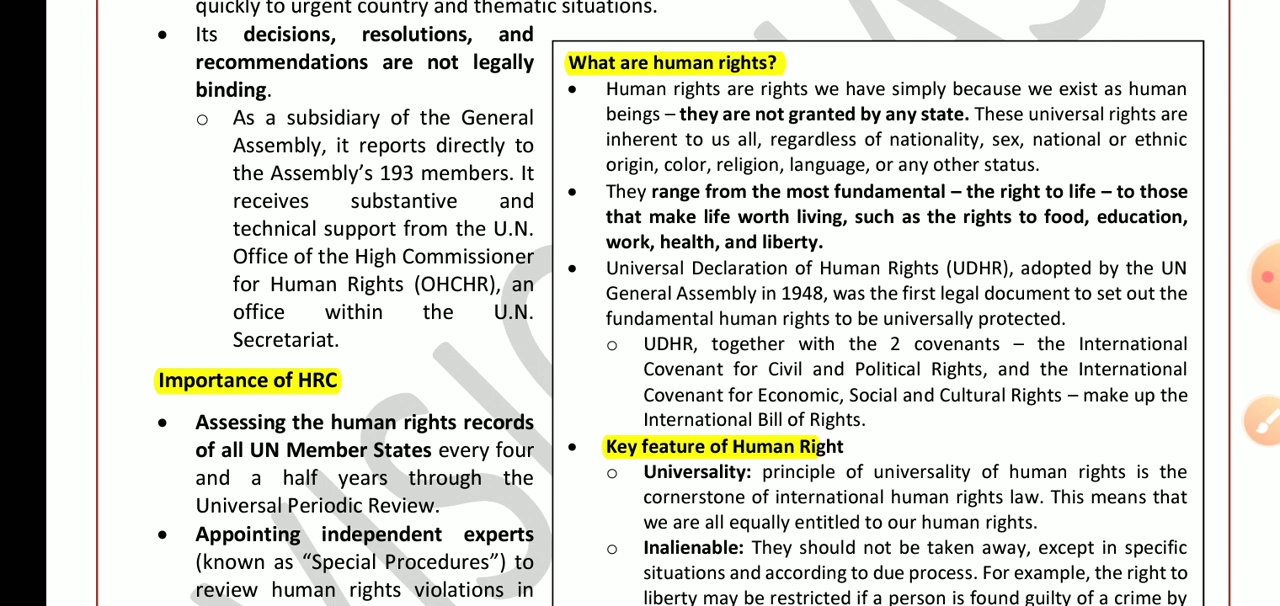 quickly to urgent country and thematic situations.
• Its decisions, resolutions, and
recommendations are not legally
binding.
o As a subsidiary of the General
Assembly, it reports directly to
the Assembly's 193 members. It
receives substantive and
technical support from the U.N.
Office of the High Commissioner
for Human Rights (OHCHR), an
office within the U.N.
Secretariat.
Importance of HRC
• Assessing the human rights records
of all UN Member States every four
and a half years through the
Universal Periodic Review.
• Appointing independent experts
(known as “Special Procedures”) to
review human rights violations in
What are human rights?
• Human rights are rights we have simply because we exist as human
beings – they are not granted by any state. These universal rights are
inherent to us all, regardless of nationality, sex, national or ethnic
origin, color, religion, language, or any other status.
• They range from the most fundamental – the right to life – to those
that make life worth living, such as the rights to food, education,
work, health, and liberty.
• Universal Declaration of Human Rights (UDHR), adopted by the UN
General Assembly in 1948, was the first legal document to set out the
fundamental human rights to be universally protected.
o UDHR, together with the 2 covenants – the International
Covenant for Civil and Political Rights, and the International
Covenant for Economic, Social and Cultural Rights – make up the
International Bill of Rights.
• Key feature of Human Right
o Universality: principle of universality of human rights is the
cornerstone of international human rights law. This means that
we are all equally entitled to our human rights.
o Inalienable: They should not be taken away, except in specific
situations and according to due process. For example, the right to
liberty may be restricted if a person is found guilty of a crime by